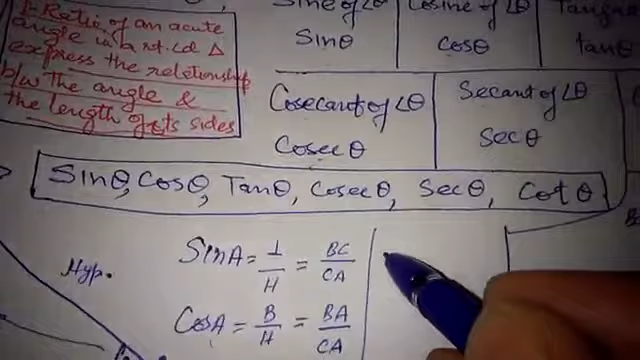 T. Ratio of an acute
angle in a rt. ∠ed Δ
express the relationship
b/w the angle &
the length of its sides
Sine of ∠θ
Sinθ
Cosine of ∠θ
cosθ
tanθ
Cosecant of ∠θ
Cosec θ
Secant of ∠θ
Sec θ
Sinθ, Cosθ, Tanθ, Cosecθ, Secθ, Cot θ
Hyp.
SinA = ⊥/H = BC/CA
CosA = B/H = BA/CA